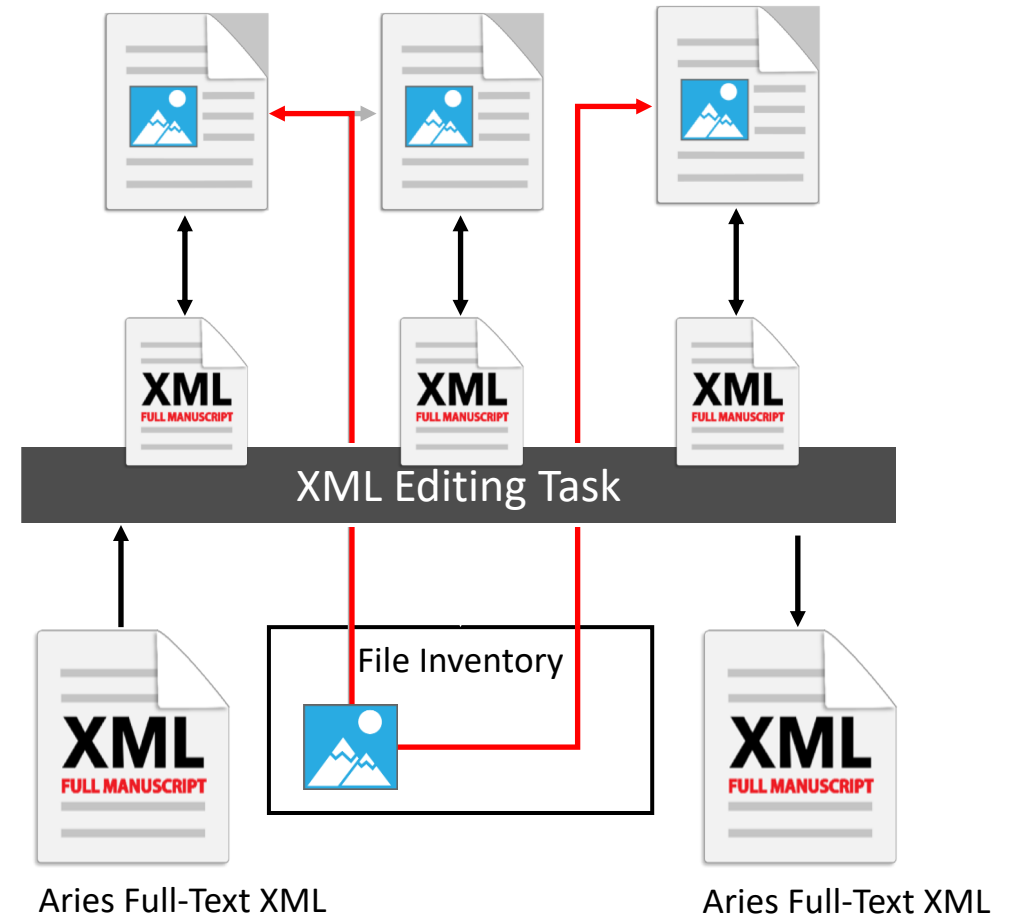 XML
FULL MANUSCRIPT
XML
FULL MANUSCRIPT
XML
FULL MANUSCRIPT
XML Editing Task
File Inventory
XML
FULL MANUSCRIPT
XML
FULL MANUSCRIPT
Aries Full-Text XML
Aries Full-Text XML